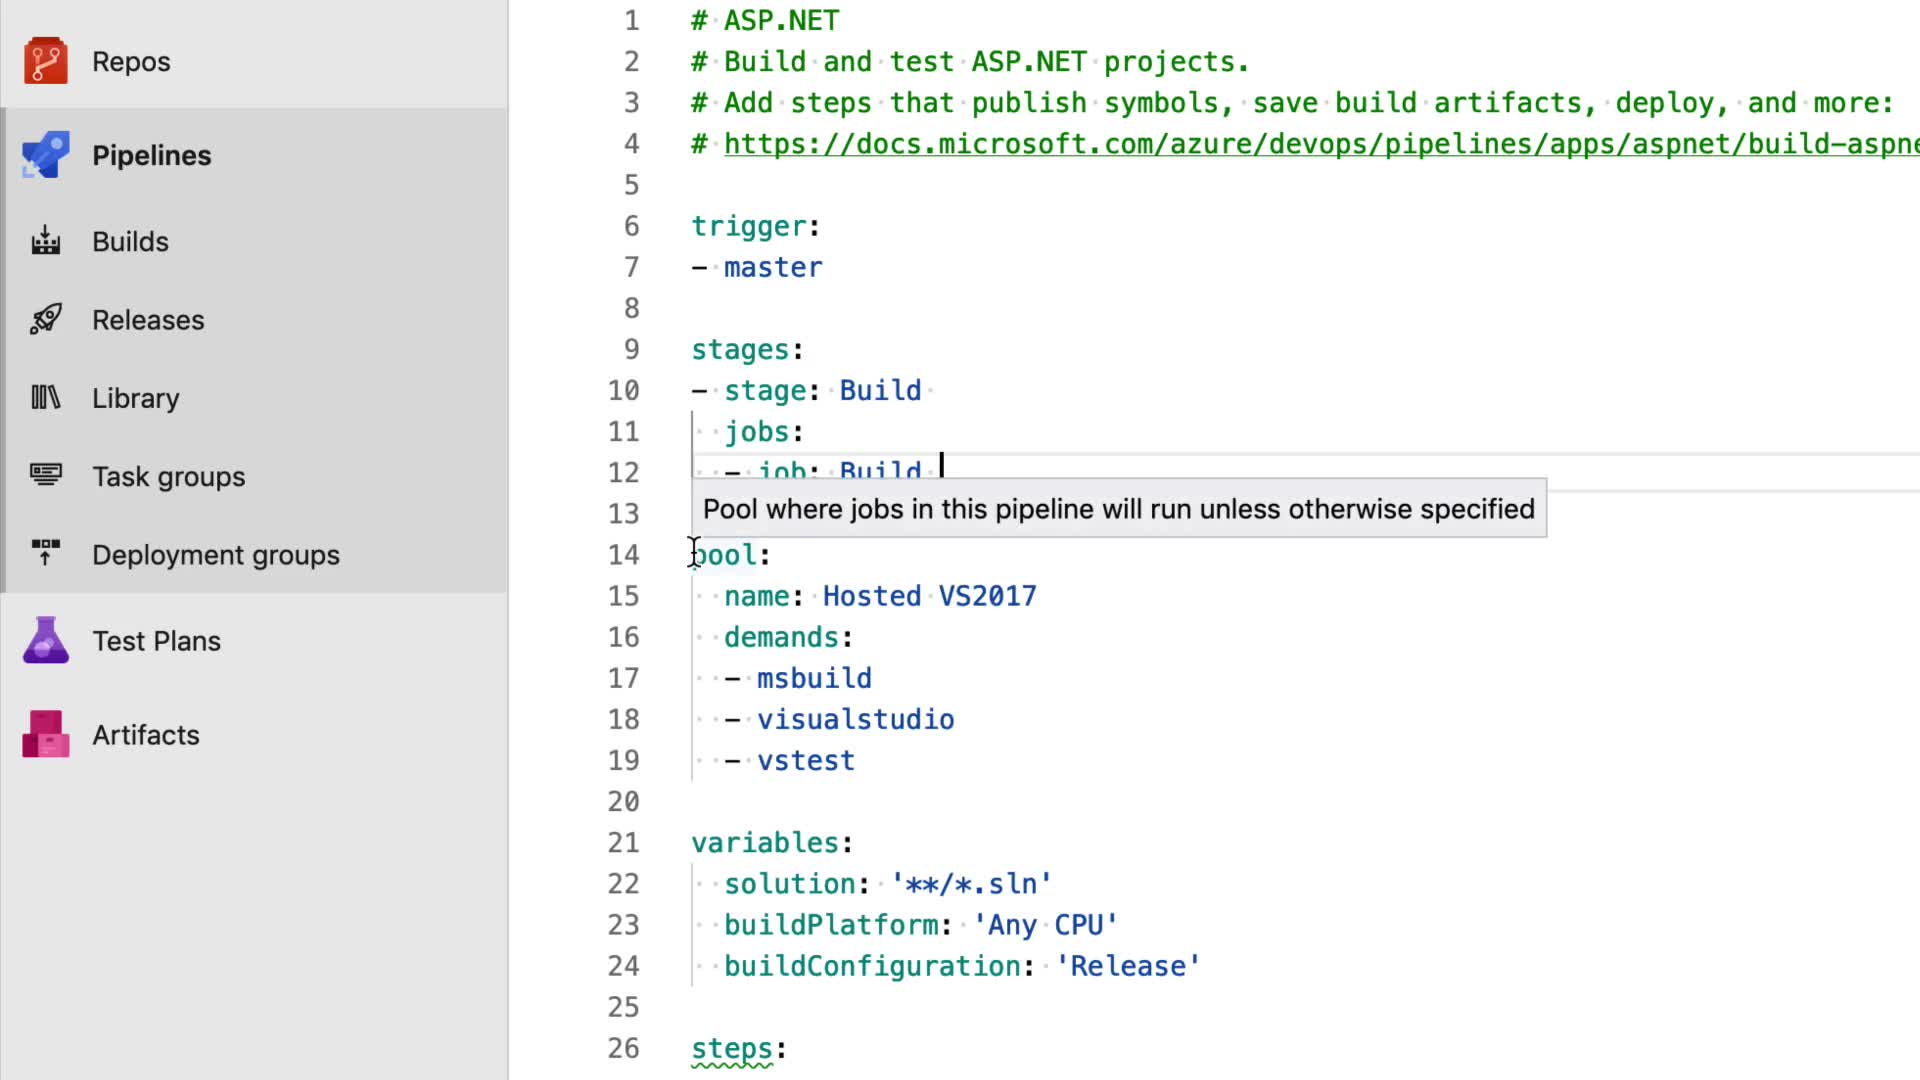 Repos
Pipelines
Builds
Releases
Library
Task groups
Deployment groups
Test Plans
Artifacts
1 # ASP.NET
2 # Build and test ASP.NET projects.
3 # Add steps that publish symbols, save build artifacts, deploy, and more:
4 # https://docs.microsoft.com/azure/devops/pipelines/apps/aspnet/build-aspne
5
6 trigger:
7 - master
8
9 stages:
10 - stage: Build
11   jobs:
12   - job: Build
Pool where jobs in this pipeline will run unless otherwise specified
13
14 pool:
15   name: Hosted VS2017
16   demands:
17   - msbuild
18   - visualstudio
19   - vstest
20
21 variables:
22   solution: '**/*.sln'
23   buildPlatform: 'Any CPU'
24   buildConfiguration: 'Release'
25
26 steps: